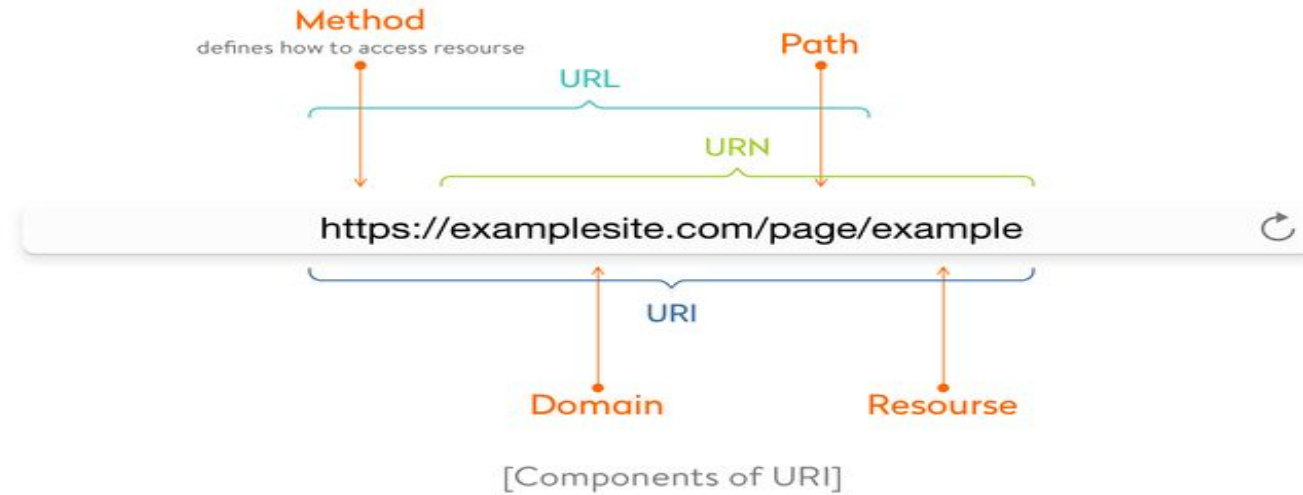 Method
defines how to access resourse
Path
URL
URN
https://examplesite.com/page/example
URI
Domain
Resourse
[Components of URI]